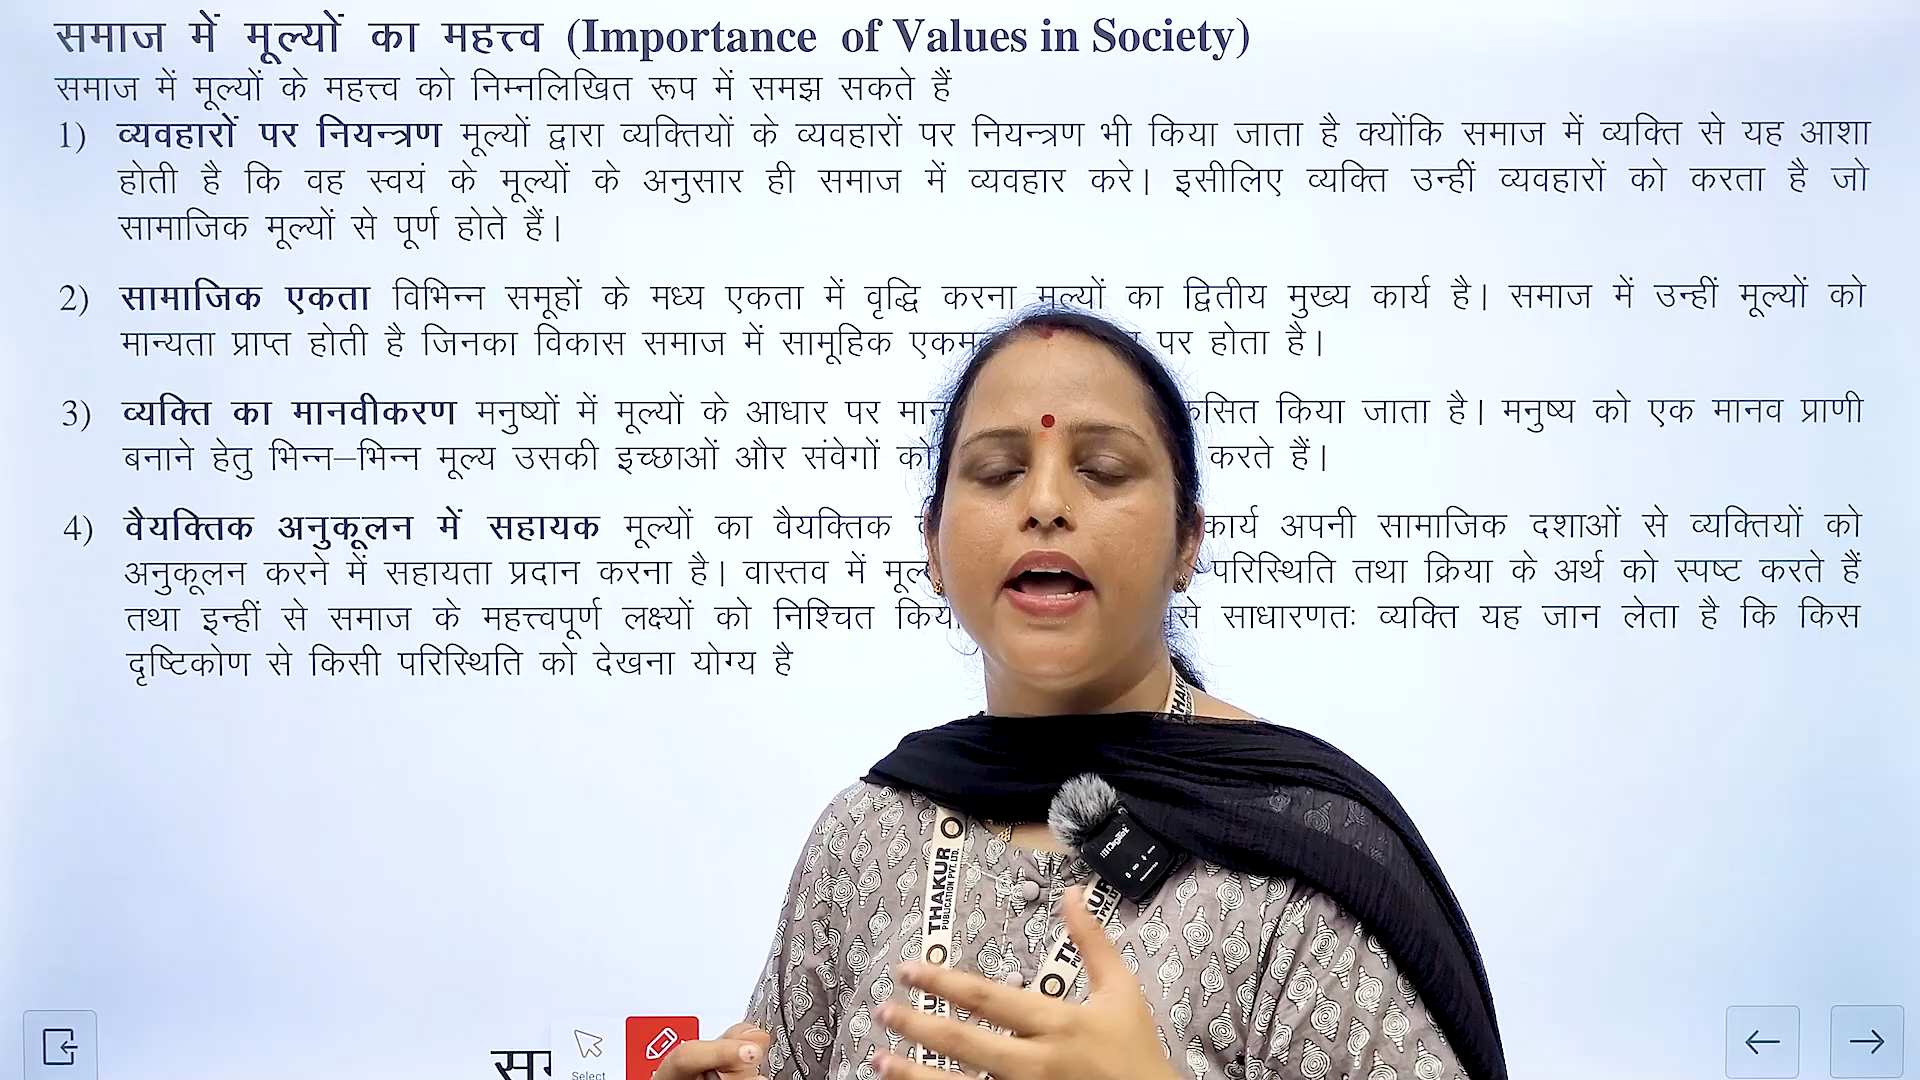 समाज में मूल्यों का महत्त्व (Importance of Values in Society)
समाज में मूल्यों के महत्त्व को निम्नलिखित रूप में समझ सकते हैं
1) व्यवहारों पर नियन्त्रण मूल्यों द्वारा व्यक्तियों के व्यवहारों पर नियन्त्रण भी किया जाता है क्योंकि समाज में व्यक्ति से यह आशा
होती है कि वह स्वयं के मूल्यों के अनुसार ही समाज में व्यवहार करे। इसीलिए व्यक्ति उन्हीं व्यवहारों को करता है जो
सामाजिक मूल्यों से पूर्ण होते हैं।
2) सामाजिक एकता विभिन्न समूहों के मध्य एकता में वृद्धि करना मूल्यों का द्वितीय मुख्य कार्य है। समाज में उन्हीं मूल्यों को
मान्यता प्राप्त होती है जिनका विकास समाज में सामूहिक पर होता है।
3) व्यक्ति का मानवीकरण मनुष्यों में मूल्यों के आधार पर किया जाता है। मनुष्य को एक मानव प्राणी
बनाने हेतु भिन्न–भिन्न मूल्य उसकी इच्छाओं और संवेगों को करते हैं।
4) वैयक्तिक अनुकूलन में सहायक मूल्यों का वैयक्तिक कार्य अपनी सामाजिक दशाओं से व्यक्तियों को
अनुकूलन करने में सहायता प्रदान करना है। वास्तव में परिस्थिति तथा क्रिया के अर्थ को स्पष्ट करते हैं
तथा इन्हीं से समाज के महत्त्वपूर्ण लक्ष्यों को निश्चित से साधारणतः व्यक्ति यह जान लेता है कि किस
दृष्टिकोण से किसी परिस्थिति को देखना योग्य है
THAKUR
PUBLICATION PVT. LTD.
Digitek
Select